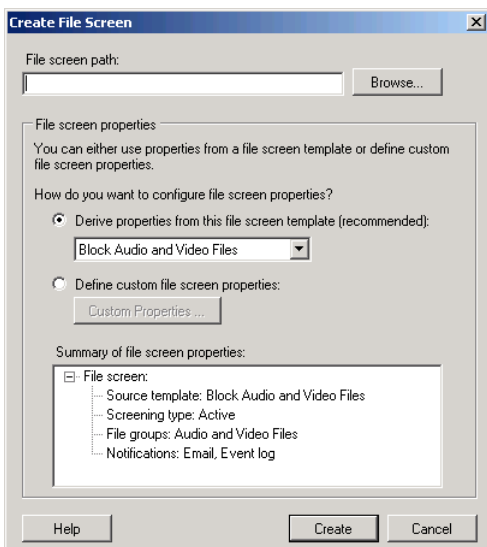 Create File Screen
File screen path:
Browse...
File screen properties
You can either use properties from a file screen template or define custom
file screen properties.
How do you want to configure file screen properties?
Derive properties from this file screen template (recommended):
Block Audio and Video Files
Define custom file screen properties:
Custom Properties ...
Summary of file screen properties:
File screen:
Source template: Block Audio and Video Files
Screening type: Active
File groups: Audio and Video Files
Notifications: Email, Event log
Help
Create
Cancel